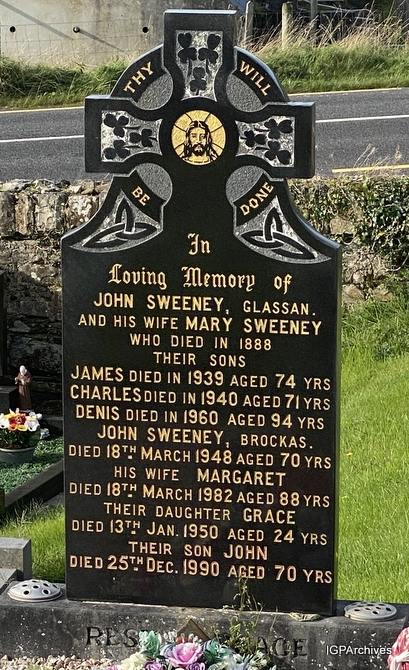 THY WILL
BE DONE
In
Loving Memory of
JOHN SWEENEY, GLASSAN.
AND HIS WIFE MARY SWEENEY
WHO DIED IN 1888
THEIR SONS
JAMES DIED IN 1939 AGED 74 YRS
CHARLES DIED IN 1940 AGED 71 YRS
DENIS DIED IN 1960 AGED 94 YRS
JOHN SWEENEY, BROCKAS.
DIED 18TH MARCH 1948 AGED 70 YRS
HIS WIFE MARGARET
DIED 18TH MARCH 1982 AGED 88 YRS
THEIR DAUGHTER GRACE
DIED 13TH JAN. 1950 AGED 24 YRS
THEIR SON JOHN
DIED 25TH DEC. 1990 AGED 70 YRS
IGPArchives